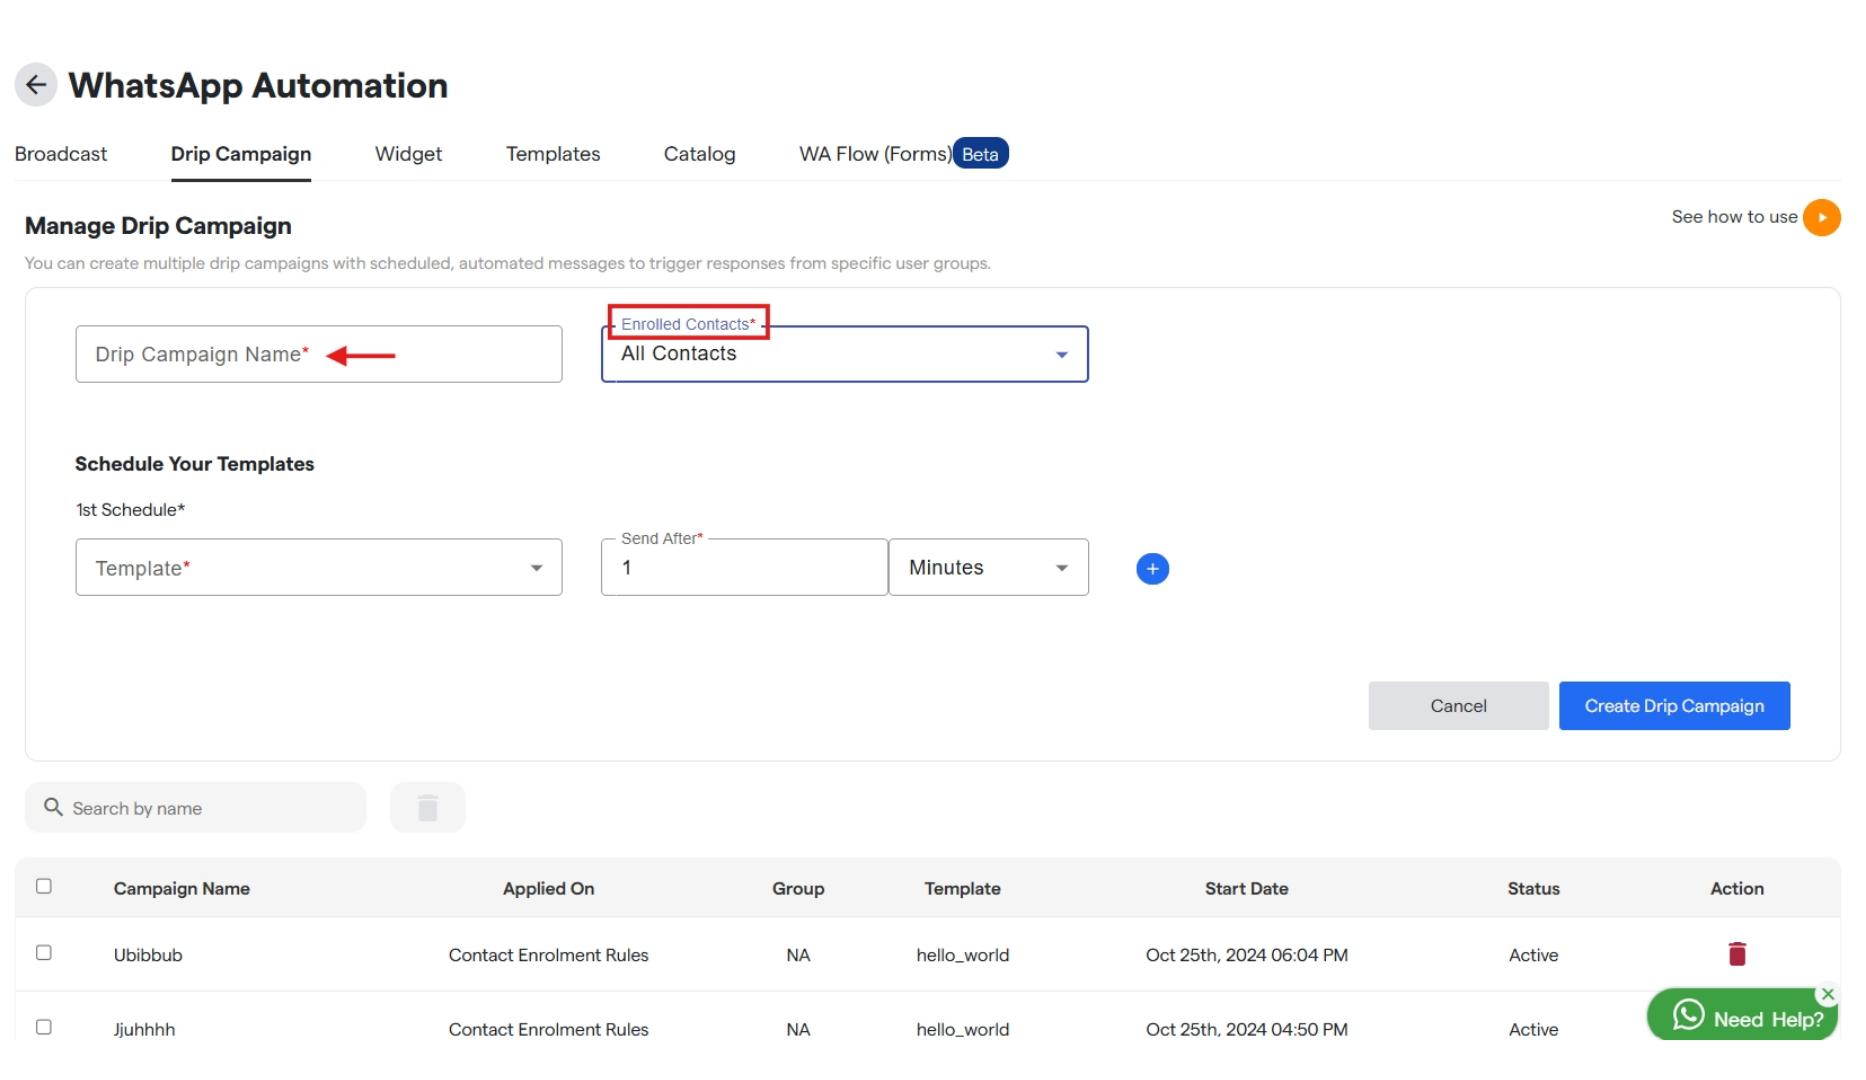 WhatsApp Automation
Broadcast Drip Campaign Widget Templates Catalog WA Flow (Forms) Beta
Manage Drip Campaign
See how to use
You can create multiple drip campaigns with scheduled, automated messages to trigger responses from specific user groups.
Drip Campaign Name*
Enrolled Contacts*
All Contacts
Schedule Your Templates
1st Schedule*
Template*
Send After*
1
Minutes
Cancel
Create Drip Campaign
Search by name
Campaign Name Applied On Group Template Start Date Status Action
Ubibbub Contact Enrolment Rules NA hello_world Oct 25th, 2024 06:04 PM Active
Jjuhhhh Contact Enrolment Rules NA hello_world Oct 25th, 2024 04:50 PM Active
Need Help?